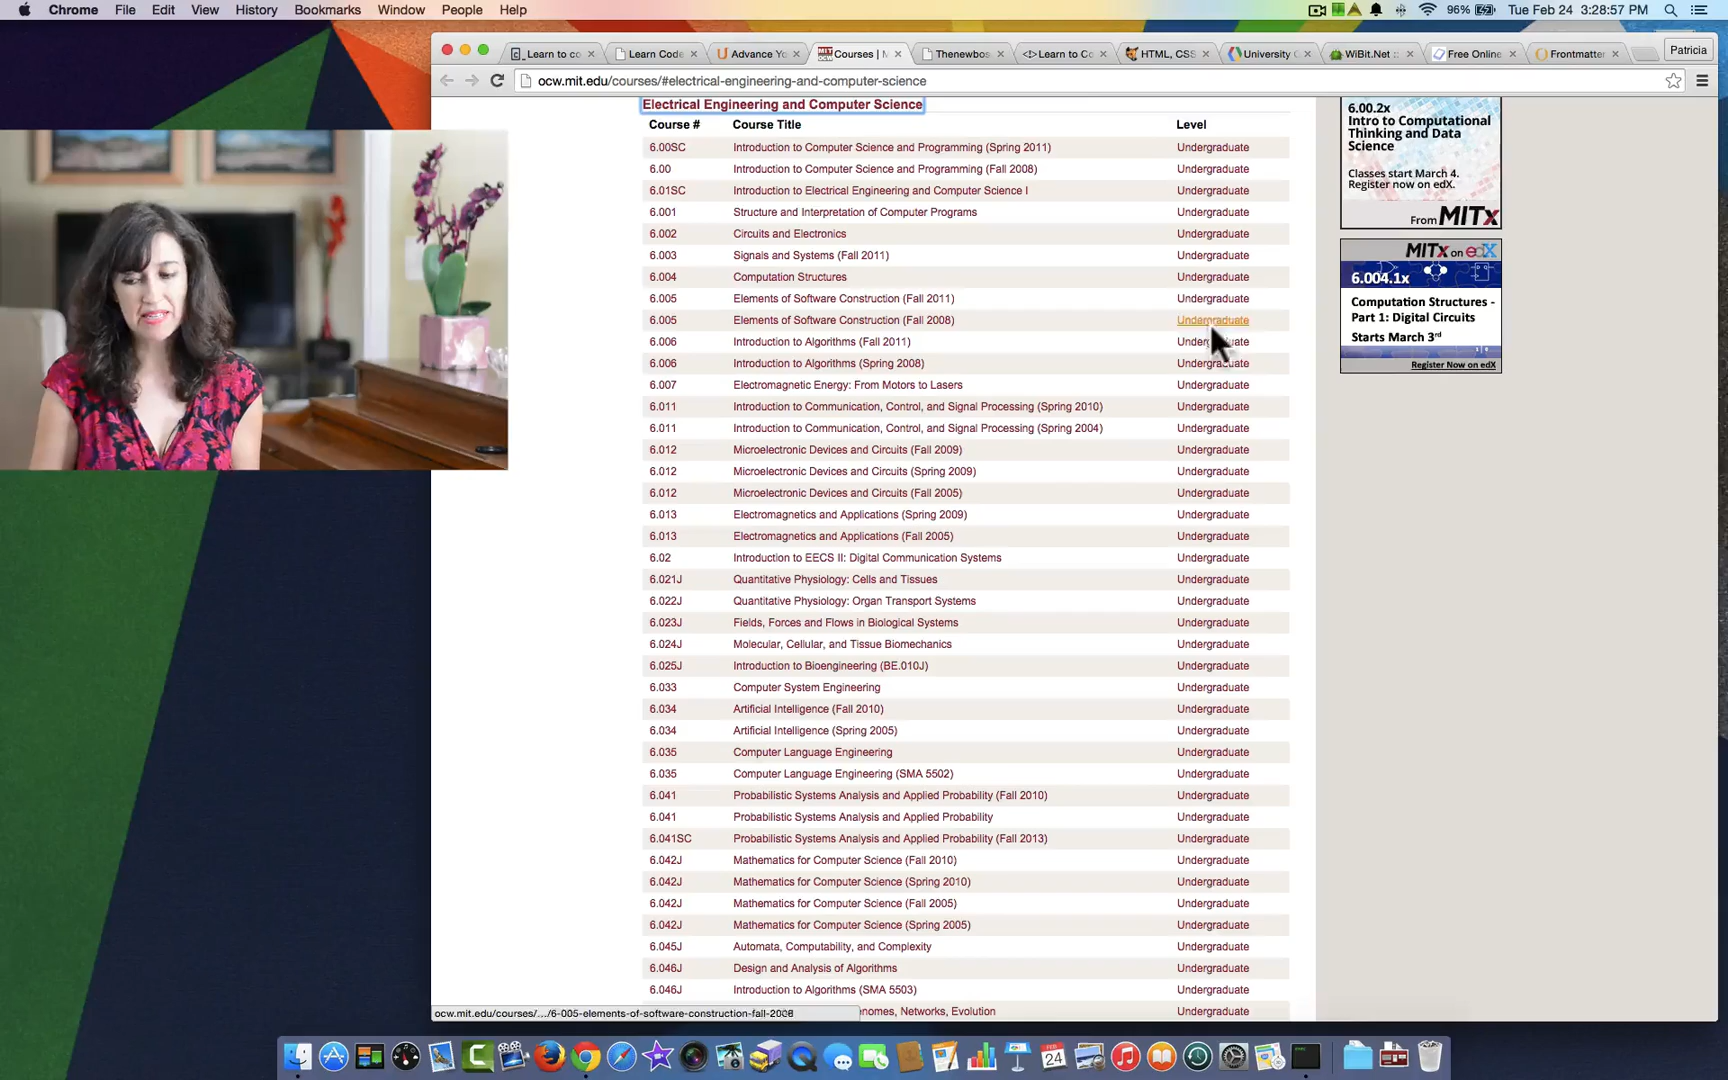 Chrome File Edit View History Bookmarks Window People Help
96% Tue Feb 24 3:28:57 PM
Learn to co
Learn Code
Advance Yo
Courses | M
Thenewbos
<> Learn to Co
HTML, CSS
University C
WiBit.Net ::
Free Online
Frontmatter
Patricia
ocw.mit.edu/courses/#electrical-engineering-and-computer-science
Electrical Engineering and Computer Science
Course # Course Title Level
6.00SC Introduction to Computer Science and Programming (Spring 2011) Undergraduate
6.00 Introduction to Computer Science and Programming (Fall 2008) Undergraduate
6.01SC Introduction to Electrical Engineering and Computer Science I Undergraduate
6.001 Structure and Interpretation of Computer Programs Undergraduate
6.002 Circuits and Electronics Undergraduate
6.003 Signals and Systems (Fall 2011) Undergraduate
6.004 Computation Structures Undergraduate
6.005 Elements of Software Construction (Fall 2011) Undergraduate
6.005 Elements of Software Construction (Fall 2008) Undergraduate
6.006 Introduction to Algorithms (Fall 2011) Undergraduate
6.006 Introduction to Algorithms (Spring 2008) Undergraduate
6.007 Electromagnetic Energy: From Motors to Lasers Undergraduate
6.011 Introduction to Communication, Control, and Signal Processing (Spring 2010) Undergraduate
6.011 Introduction to Communication, Control, and Signal Processing (Spring 2004) Undergraduate
6.012 Microelectronic Devices and Circuits (Fall 2009) Undergraduate
6.012 Microelectronic Devices and Circuits (Spring 2009) Undergraduate
6.012 Microelectronic Devices and Circuits (Fall 2005) Undergraduate
6.013 Electromagnetics and Applications (Spring 2009) Undergraduate
6.013 Electromagnetics and Applications (Fall 2005) Undergraduate
6.02 Introduction to EECS II: Digital Communication Systems Undergraduate
6.021J Quantitative Physiology: Cells and Tissues Undergraduate
6.022J Quantitative Physiology: Organ Transport Systems Undergraduate
6.023J Fields, Forces and Flows in Biological Systems Undergraduate
6.024J Molecular, Cellular, and Tissue Biomechanics Undergraduate
6.025J Introduction to Bioengineering (BE.010J) Undergraduate
6.033 Computer System Engineering Undergraduate
6.034 Artificial Intelligence (Fall 2010) Undergraduate
6.034 Artificial Intelligence (Spring 2005) Undergraduate
6.035 Computer Language Engineering Undergraduate
6.035 Computer Language Engineering (SMA 5502) Undergraduate
6.041 Probabilistic Systems Analysis and Applied Probability (Fall 2010) Undergraduate
6.041 Probabilistic Systems Analysis and Applied Probability Undergraduate
6.041SC Probabilistic Systems Analysis and Applied Probability (Fall 2013) Undergraduate
6.042J Mathematics for Computer Science (Fall 2010) Undergraduate
6.042J Mathematics for Computer Science (Spring 2010) Undergraduate
6.042J Mathematics for Computer Science (Fall 2005) Undergraduate
6.042J Mathematics for Computer Science (Spring 2005) Undergraduate
6.045J Automata, Computability, and Complexity Undergraduate
6.046J Design and Analysis of Algorithms Undergraduate
6.046J Introduction to Algorithms (SMA 5503) Undergraduate
enomes, Networks, Evolution Undergraduate
ocw.mit.edu/courses/.../6-005-elements-of-software-construction-fall-2008
6.00.2x
Intro to Computational
Thinking and Data
Science
Classes start March 4.
Register now on edX.
From MITx
MITx on edX
6.004.1x
Computation Structures -
Part 1: Digital Circuits
Starts March 3rd
Register Now on edX
FEB
24